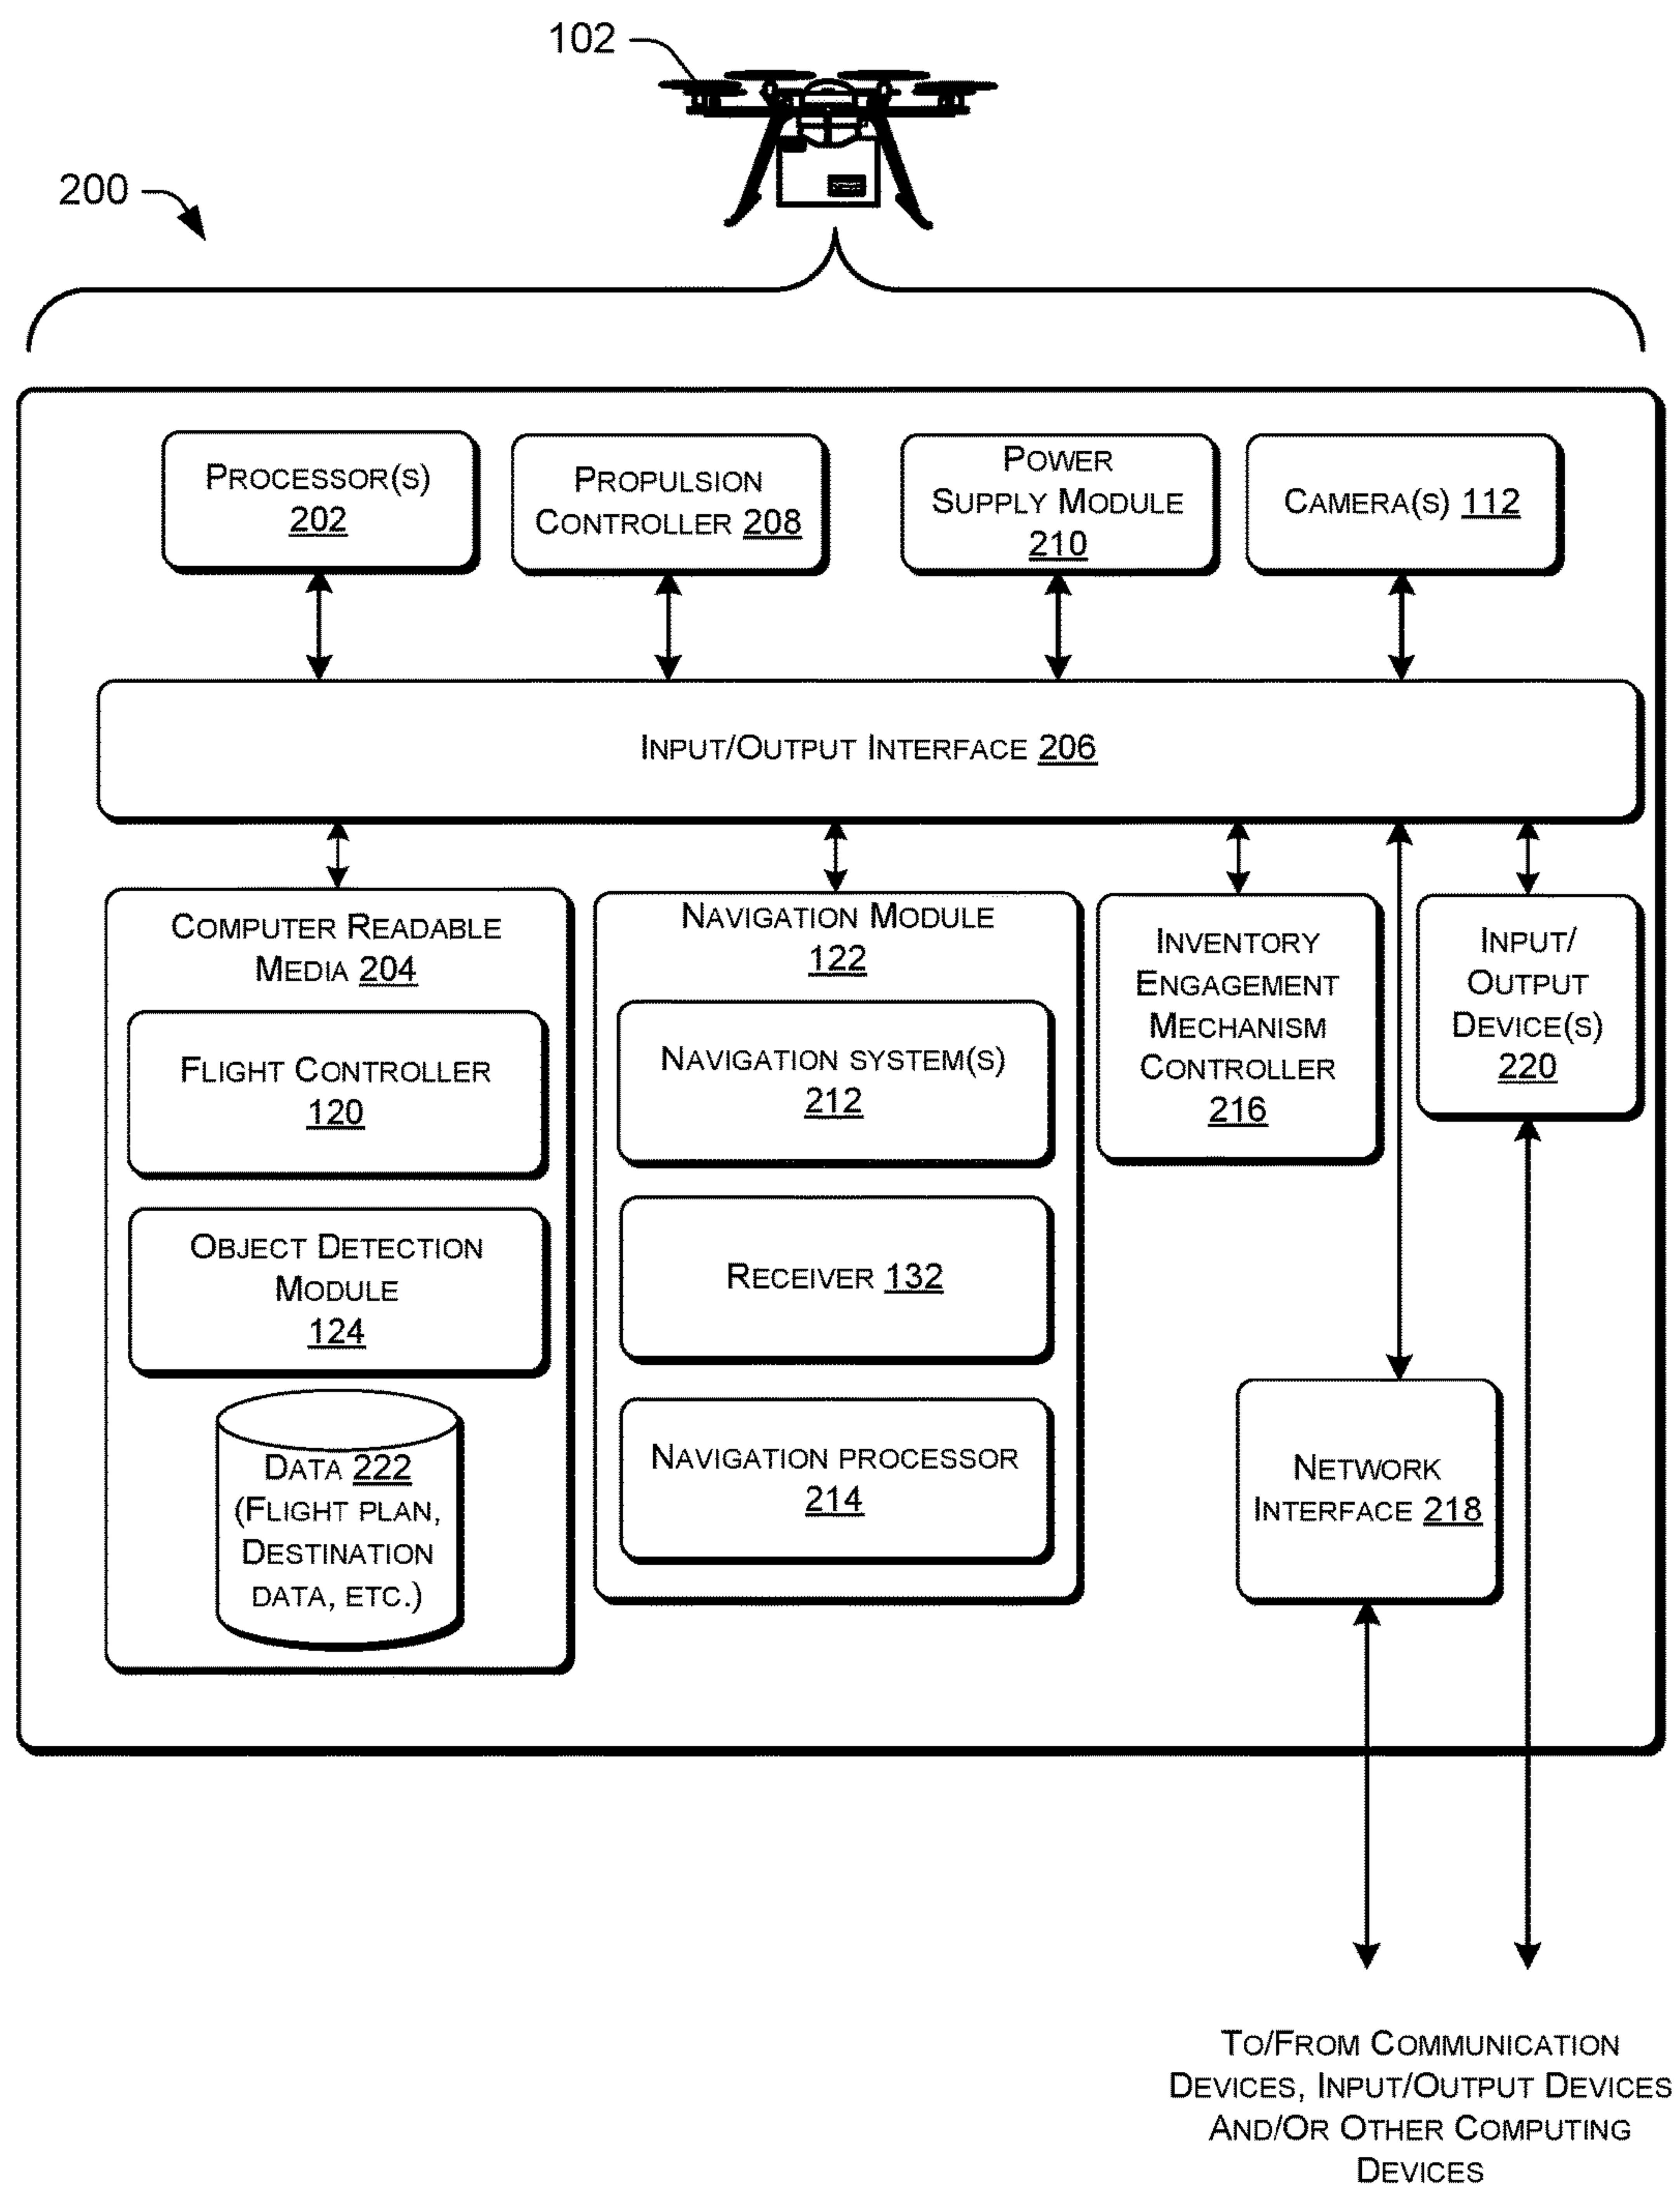 102
200
PROCESSOR(S)
202
PROPULSION
CONTROLLER 208
POWER
SUPPLY MODULE
210
CAMERA(S) 112
INPUT/OUTPUT INTERFACE 206
COMPUTER READABLE
MEDIA 204
FLIGHT CONTROLLER
120
OBJECT DETECTION
MODULE
124
DATA 222
(FLIGHT PLAN,
DESTINATION
DATA, ETC.)
NAVIGATION MODULE
122
NAVIGATION SYSTEM(S)
212
RECEIVER 132
NAVIGATION PROCESSOR
214
INVENTORY
ENGAGEMENT
MECHANISM
CONTROLLER
216
INPUT/
OUTPUT
DEVICE(S)
220
NETWORK
INTERFACE 218
TO/FROM COMMUNICATION
DEVICES, INPUT/OUTPUT DEVICES
AND/OR OTHER COMPUTING
DEVICES